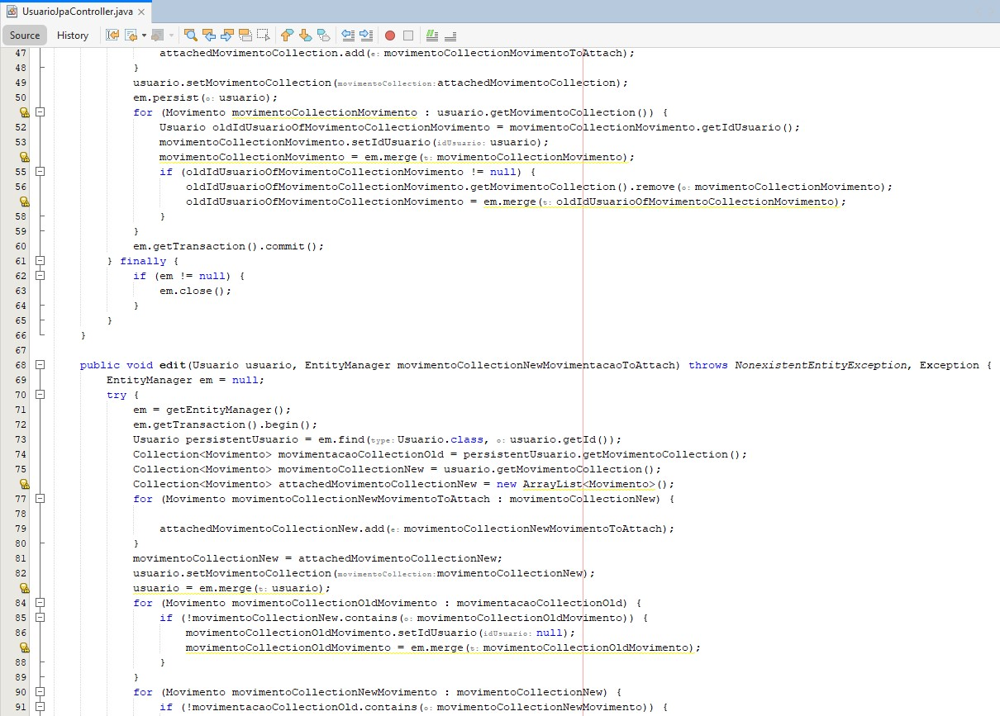 UsuarioJpaController.java
Source History
47 attachedMovimentoCollection.add(e: movimentoCollectionMovimentoToAttach);
48 }
49 usuario.setMovimentoCollection(movimentoCollection: attachedMovimentoCollection);
50 em.persist(o: usuario);
for (Movimento movimentoCollectionMovimento : usuario.getMovimentoCollection()) {
52 Usuario oldIdUsuarioOfMovimentoCollectionMovimento = movimentoCollectionMovimento.getIdUsuario();
53 movimentoCollectionMovimento.setIdUsuario(idUsuario: usuario);
movimentoCollectionMovimento = em.merge(t: movimentoCollectionMovimento);
55 if (oldIdUsuarioOfMovimentoCollectionMovimento != null) {
56 oldIdUsuarioOfMovimentoCollectionMovimento.getMovimentoCollection().remove(o: movimentoCollectionMovimento);
oldIdUsuarioOfMovimentoCollectionMovimento = em.merge(t: oldIdUsuarioOfMovimentoCollectionMovimento);
58 }
59 }
60 em.getTransaction().commit();
61 } finally {
62 if (em != null) {
63 em.close();
64 }
65 }
66 }
67
68 public void edit(Usuario usuario, EntityManager movimentoCollectionNewMovimentacaoToAttach) throws NonexistentEntityException, Exception {
69 EntityManager em = null;
70 try {
71 em = getEntityManager();
72 em.getTransaction().begin();
73 Usuario persistentUsuario = em.find(type: Usuario.class, o: usuario.getId());
74 Collection<Movimento> movimentacaoCollectionOld = persistentUsuario.getMovimentoCollection();
75 Collection<Movimento> movimentoCollectionNew = usuario.getMovimentoCollection();
Collection<Movimento> attachedMovimentoCollectionNew = new ArrayList<Movimento>();
77 for (Movimento movimentoCollectionNewMovimentoToAttach : movimentoCollectionNew) {
78
79 attachedMovimentoCollectionNew.add(e: movimentoCollectionNewMovimentoToAttach);
80 }
81 movimentoCollectionNew = attachedMovimentoCollectionNew;
82 usuario.setMovimentoCollection(movimentoCollection: movimentoCollectionNew);
usuario = em.merge(t: usuario);
84 for (Movimento movimentoCollectionOldMovimento : movimentacaoCollectionOld) {
85 if (!movimentoCollectionNew.contains(o: movimentoCollectionOldMovimento)) {
86 movimentoCollectionOldMovimento.setIdUsuario(idUsuario: null);
movimentoCollectionOldMovimento = em.merge(t: movimentoCollectionOldMovimento);
88 }
89 }
90 for (Movimento movimentoCollectionNewMovimento : movimentoCollectionNew) {
91 if (!movimentacaoCollectionOld.contains(o: movimentoCollectionNewMovimento)) {